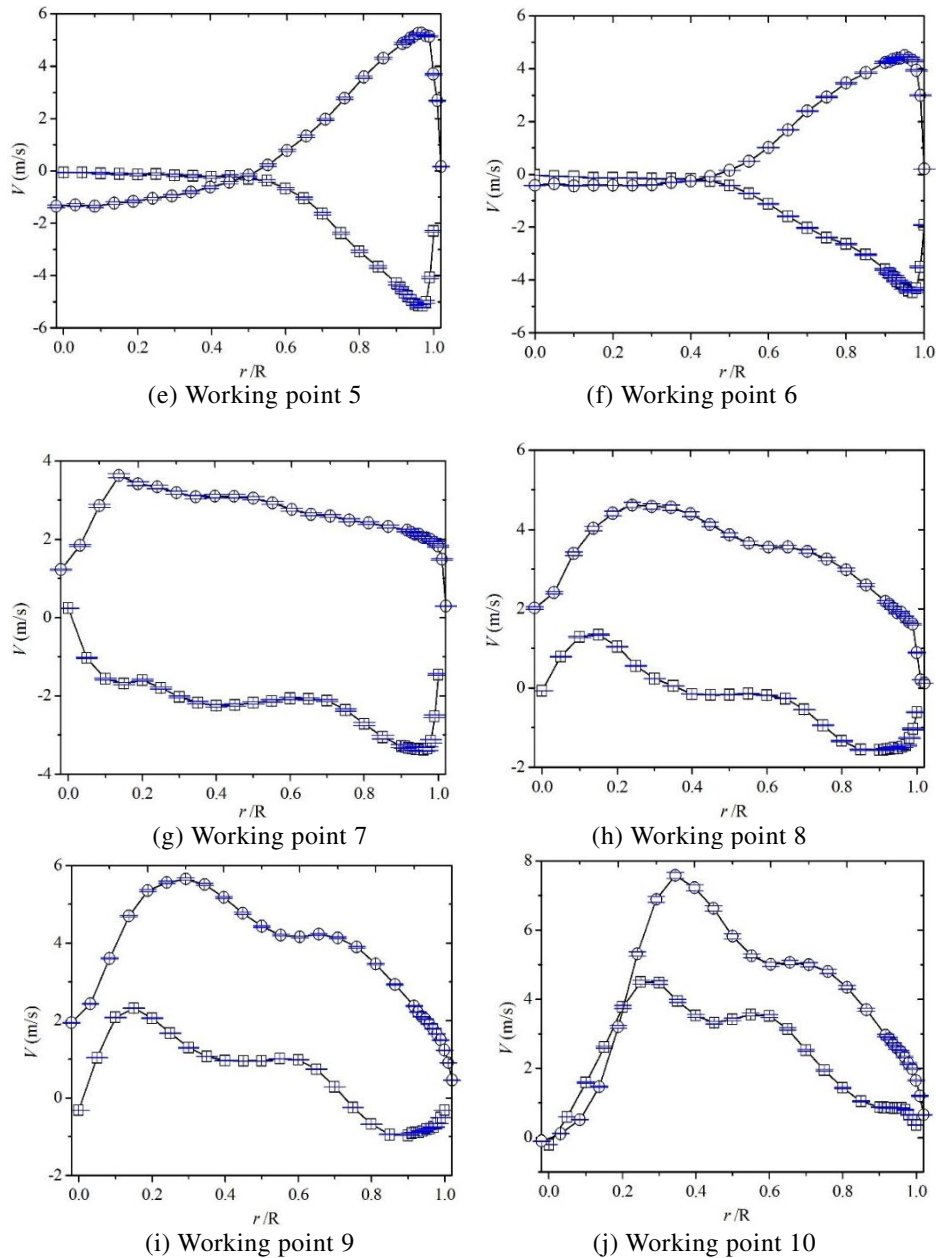 6
4
2
0
-2
-4
-6
V (m/s)
0.0 0.2 0.4 0.6 0.8 1.0
r/R
(e) Working point 5
6
4
2
0
-2
-4
-6
V (m/s)
0.0 0.2 0.4 0.6 0.8 1.0
r/R
(f) Working point 6
4
2
0
-2
-4
V (m/s)
0.0 0.2 0.4 0.6 0.8 1.0
r/R
(g) Working point 7
6
4
2
0
-2
V (m/s)
0.0 0.2 0.4 0.6 0.8 1.0
r/R
(h) Working point 8
6
4
2
0
-2
V (m/s)
0.0 0.2 0.4 0.6 0.8 1.0
r/R
(i) Working point 9
8
6
4
2
0
V (m/s)
0.0 0.2 0.4 0.6 0.8 1.0
r/R
(j) Working point 10